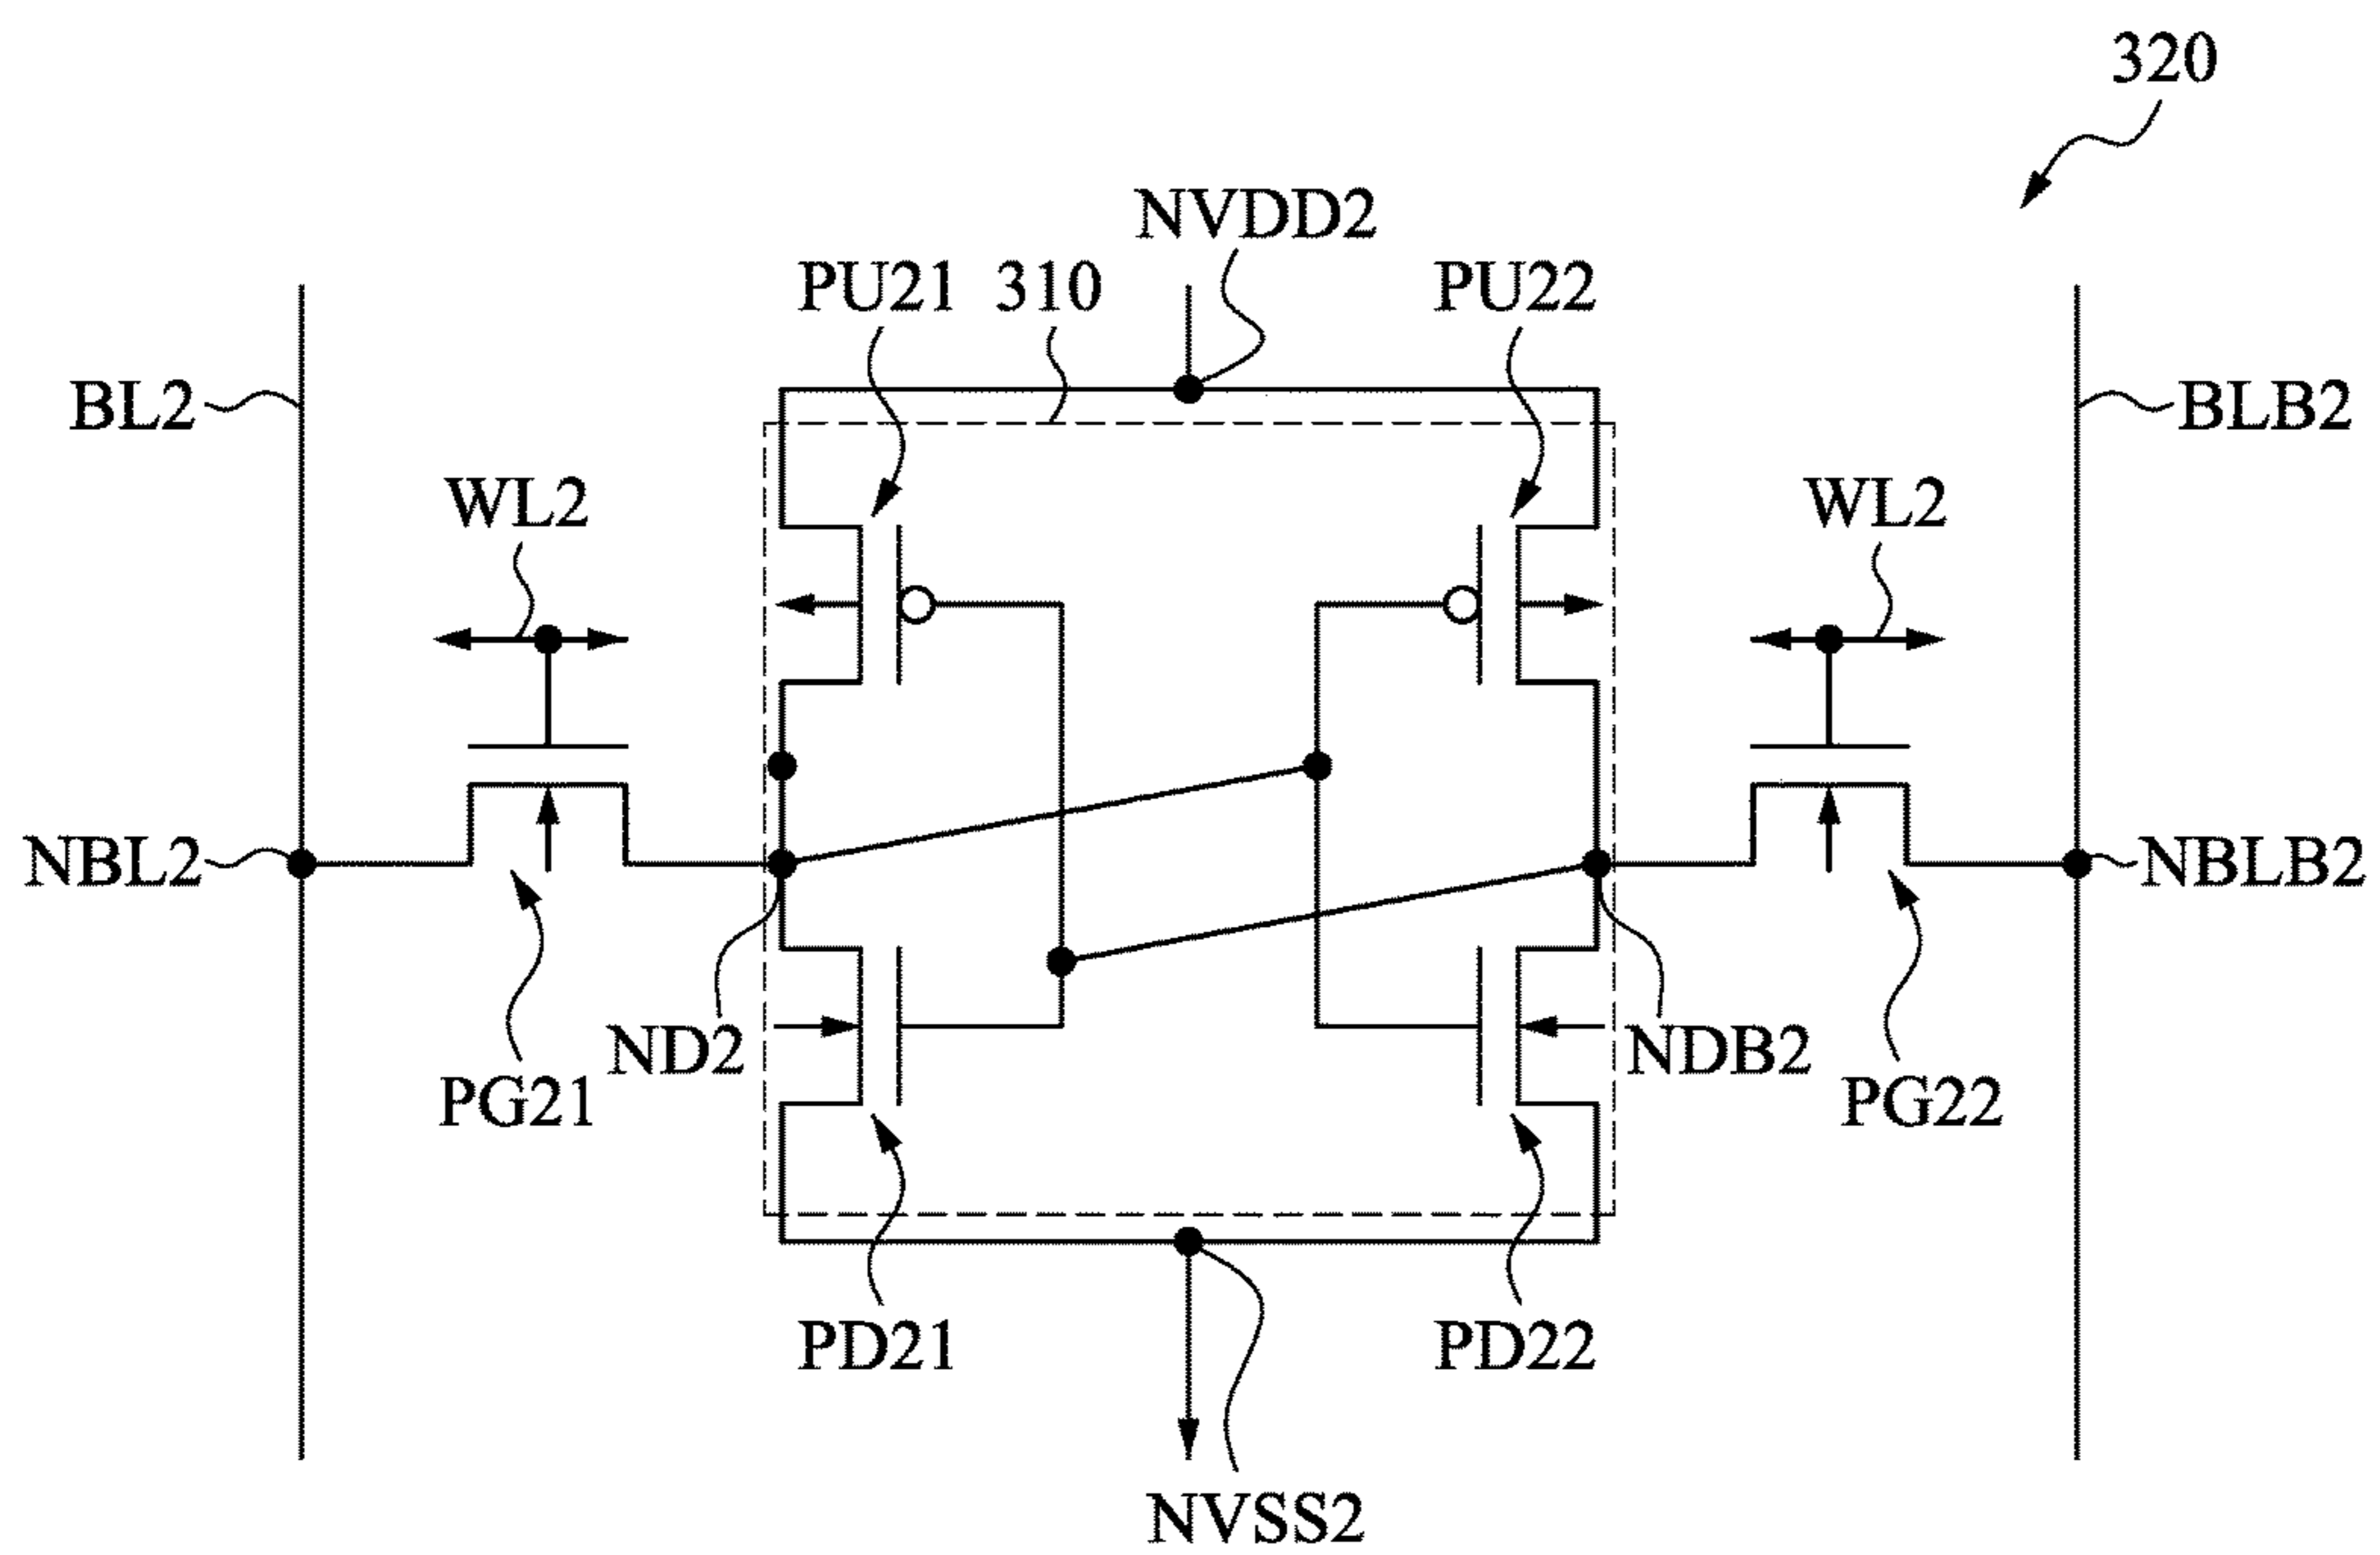 320
NVDD2
PU21 310 PU22
BL2 BLB2
WL2 WL2
NBL2 NBLB2
ND2 NDB2
PG21 PG22
PD21 PD22
NVSS2